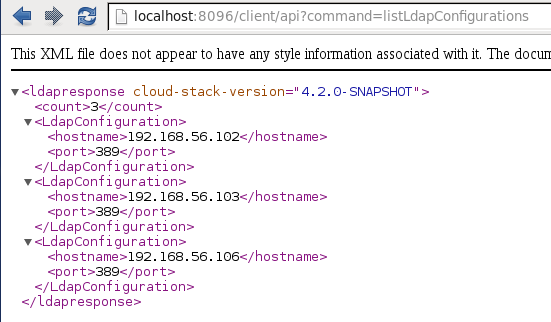 localhost:8096/client/api?command=listLdapConfigurations
This XML file does not appear to have any style information associated with it. The
<ldapresponse cloud-stack-version="4.2.0-SNAPSHOT">
<count>3</count>
<LdapConfiguration>
<hostname>192.168.56.102</hostname>
<port>389</port>
</LdapConfiguration>
<LdapConfiguration>
<hostname>192.168.56.103</hostname>
<port>389</port>
</LdapConfiguration>
<LdapConfiguration>
<hostname>192.168.56.106</hostname>
<port>389</port>
</LdapConfiguration>
</ldapresponse>